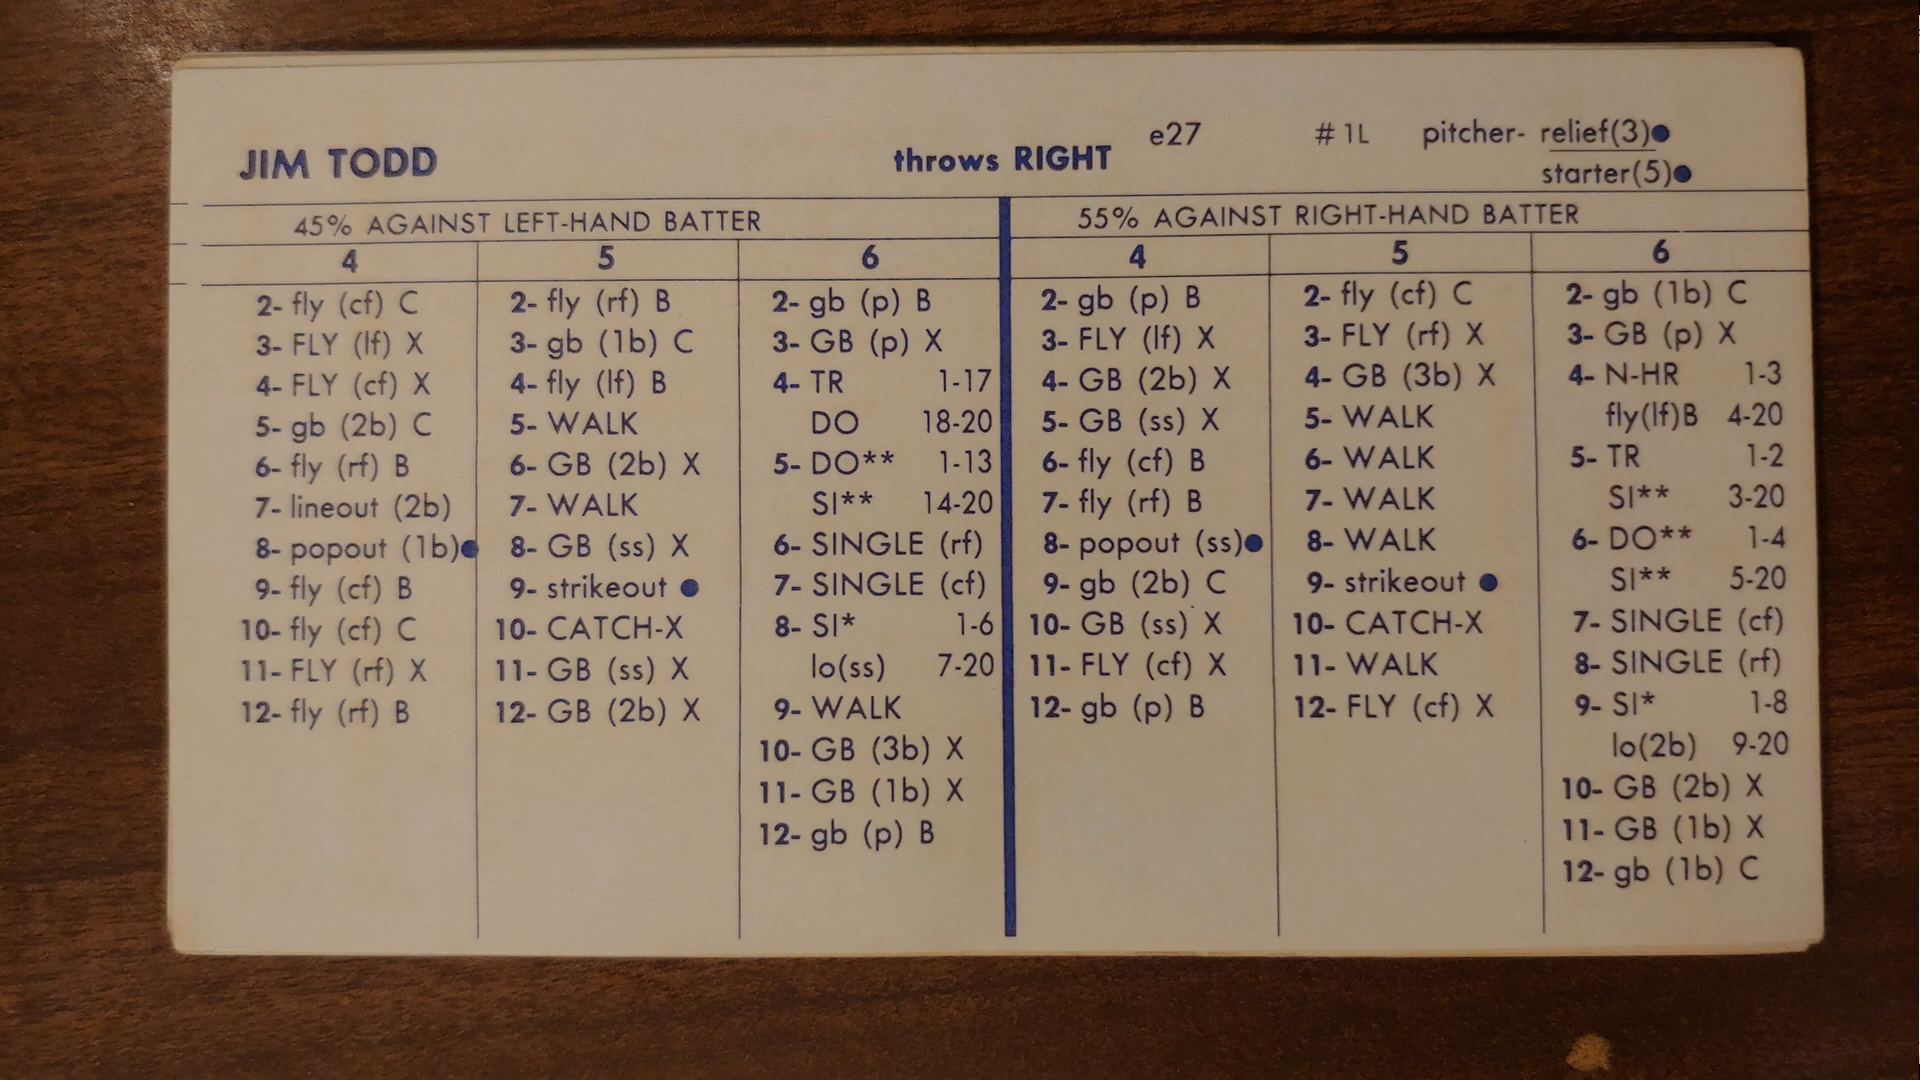 JIM TODD throws RIGHT e27 # 1L pitcher- relief(3)●
starter(5)●
45% AGAINST LEFT-HAND BATTER
4 5 6
2- fly (cf) C
3- FLY (lf) X
4- FLY (cf) X
5- gb (2b) C
6- fly (rf) B
7- lineout (2b)
8- popout (1b)●
9- fly (cf) B
10- fly (cf) C
11- FLY (rf) X
12- fly (rf) B
2- fly (rf) B
3- gb (1b) C
4- fly (lf) B
5- WALK
6- GB (2b) X
7- WALK
8- GB (ss) X
9- strikeout ●
10- CATCH-X
11- GB (ss) X
12- GB (2b) X
2- gb (p) B
3- GB (p) X
4- TR 1-17
DO 18-20
5- DO** 1-13
SI** 14-20
6- SINGLE (rf)
7- SINGLE (cf)
8- SI* 1-6
lo(ss) 7-20
9- WALK
10- GB (3b) X
11- GB (1b) X
12- gb (p) B
55% AGAINST RIGHT-HAND BATTER
4 5 6
2- gb (p) B
3- FLY (lf) X
4- GB (2b) X
5- GB (ss) X
6- fly (cf) B
7- fly (rf) B
8- popout (ss)●
9- gb (2b) C
10- GB (ss) X
11- FLY (cf) X
12- gb (p) B
2- fly (cf) C
3- FLY (rf) X
4- GB (3b) X
5- WALK
6- WALK
7- WALK
8- WALK
9- strikeout ●
10- CATCH-X
11- WALK
12- FLY (cf) X
2- gb (1b) C
3- GB (p) X
4- N-HR 1-3
fly(lf)B 4-20
5- TR 1-2
SI** 3-20
6- DO** 1-4
SI** 5-20
7- SINGLE (cf)
8- SINGLE (rf)
9- SI* 1-8
lo(2b) 9-20
10- GB (2b) X
11- GB (1b) X
12- gb (1b) C